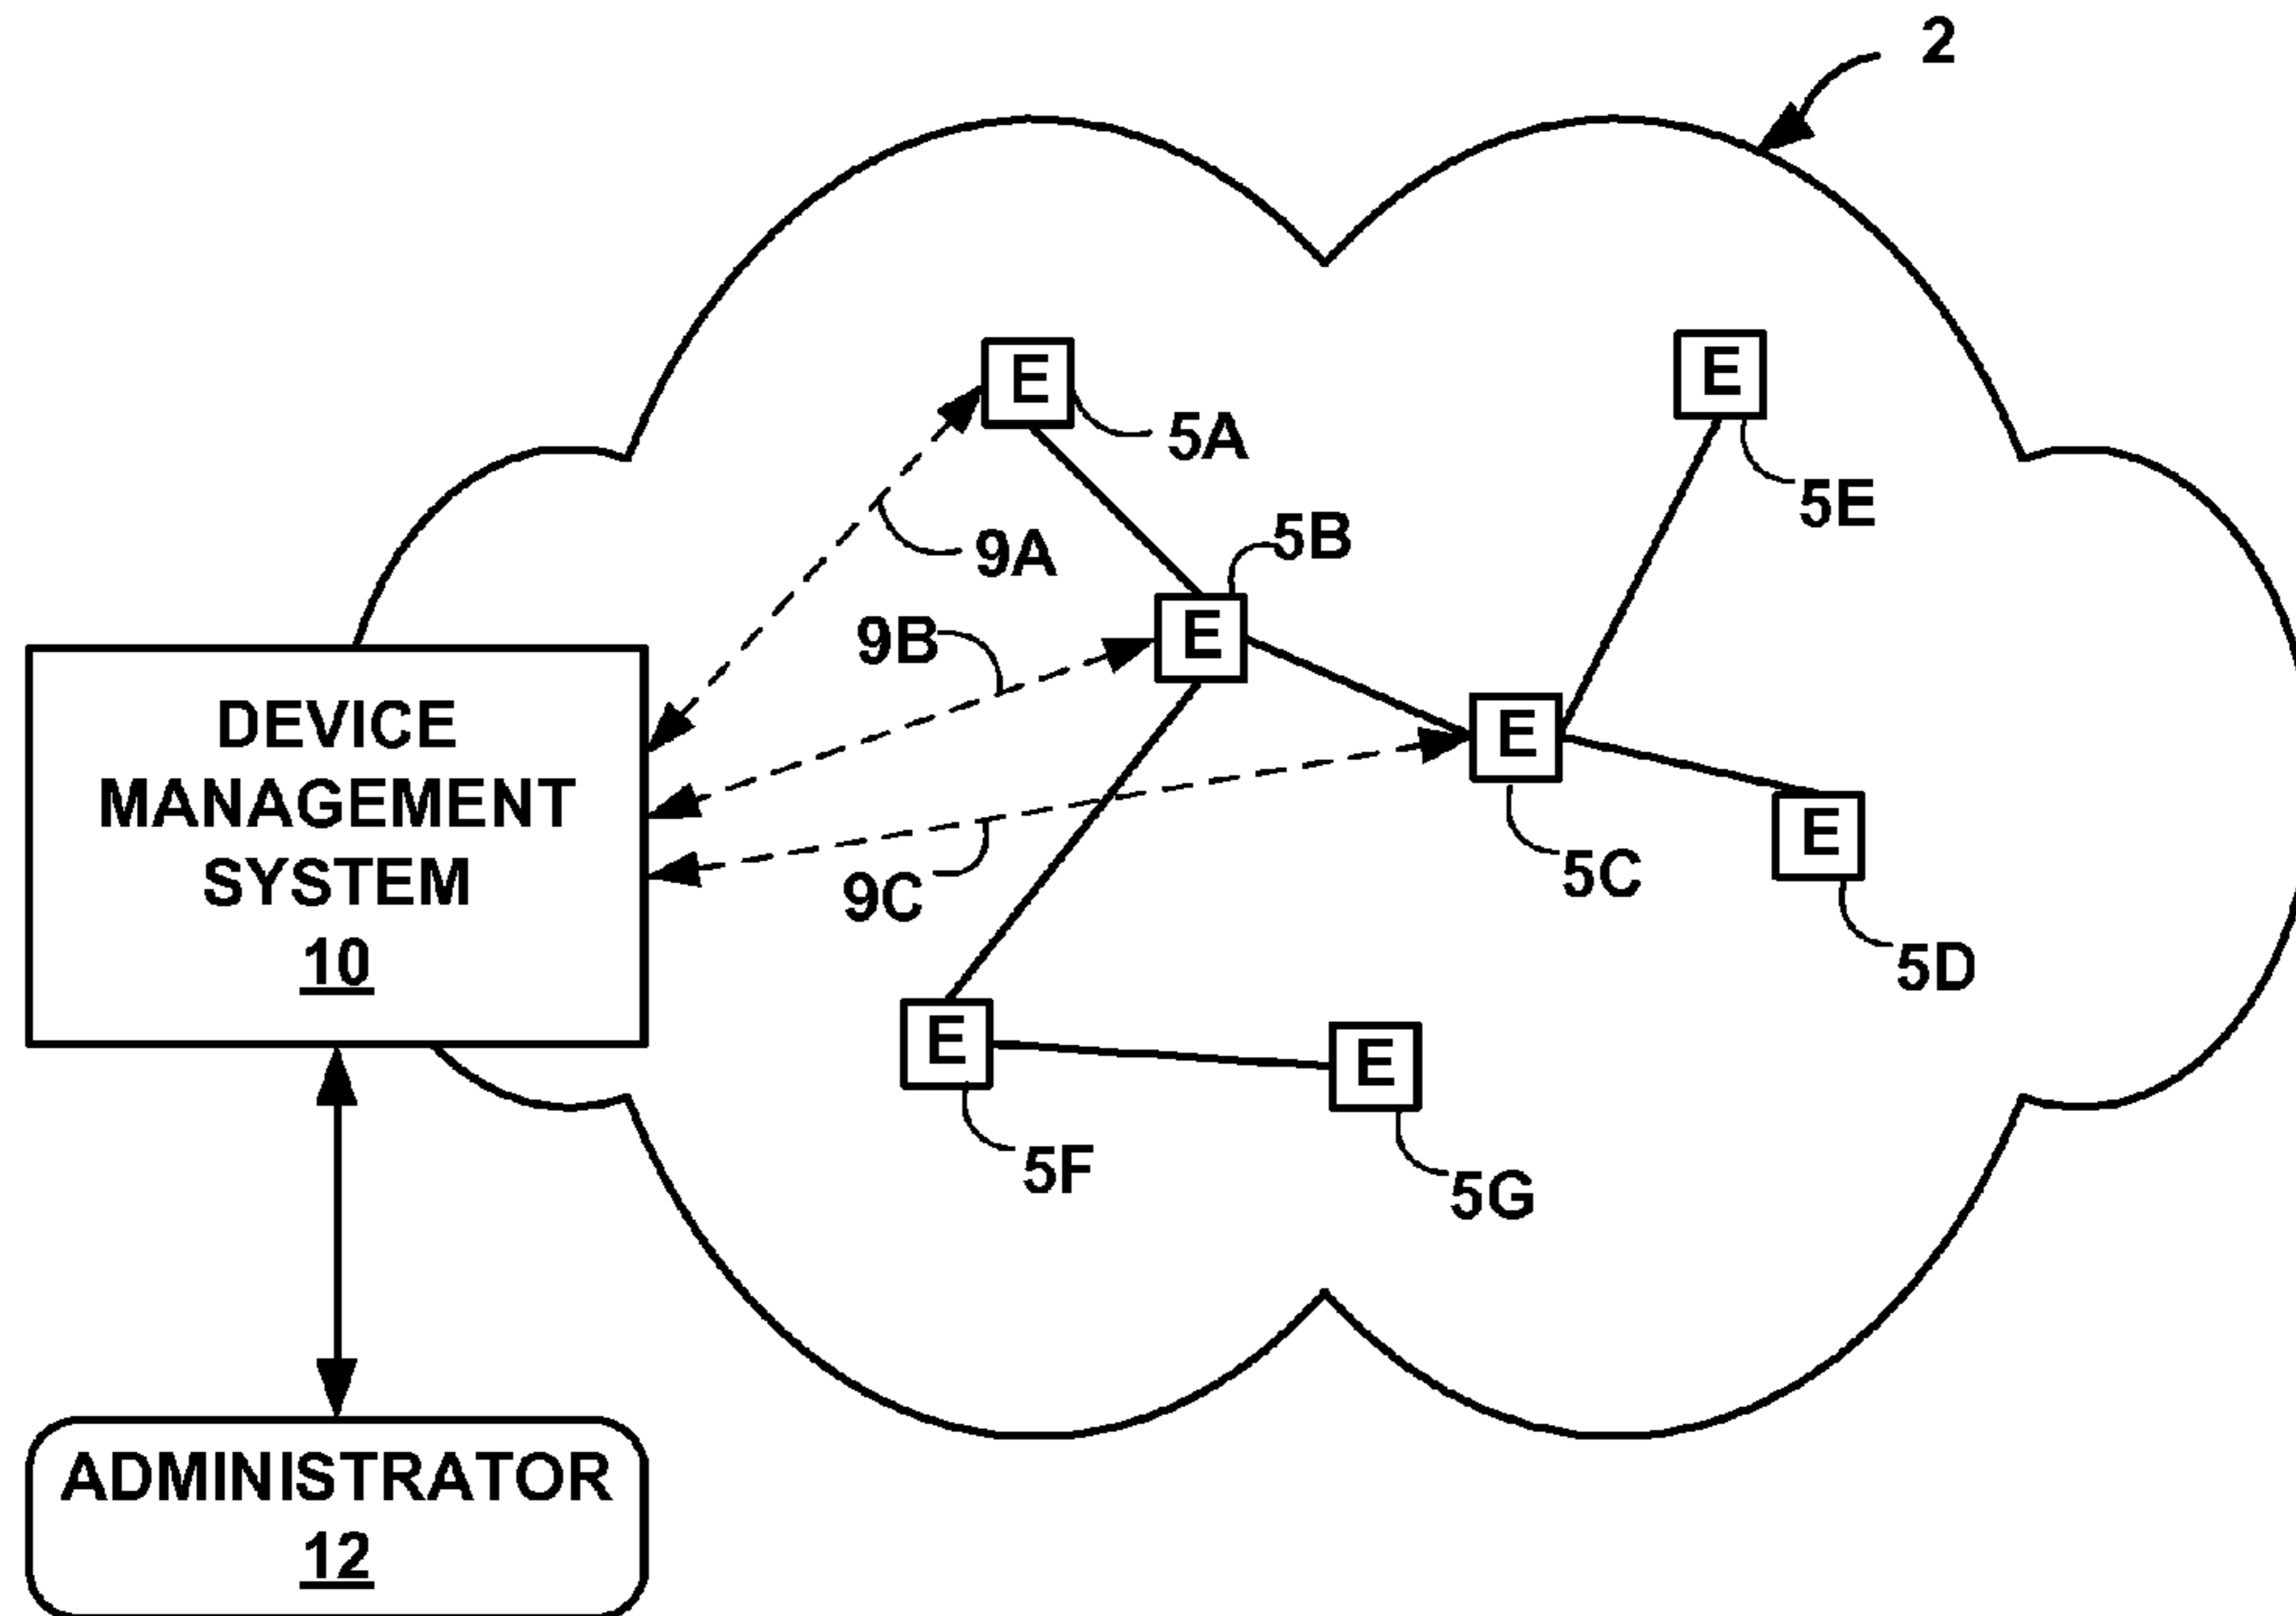 2
E
5A
E
5E
9A
5B
E
9B
E
5C
E
5D
9C
DEVICE
MANAGEMENT
SYSTEM
10
E
5F
E
5G
ADMINISTRATOR
12